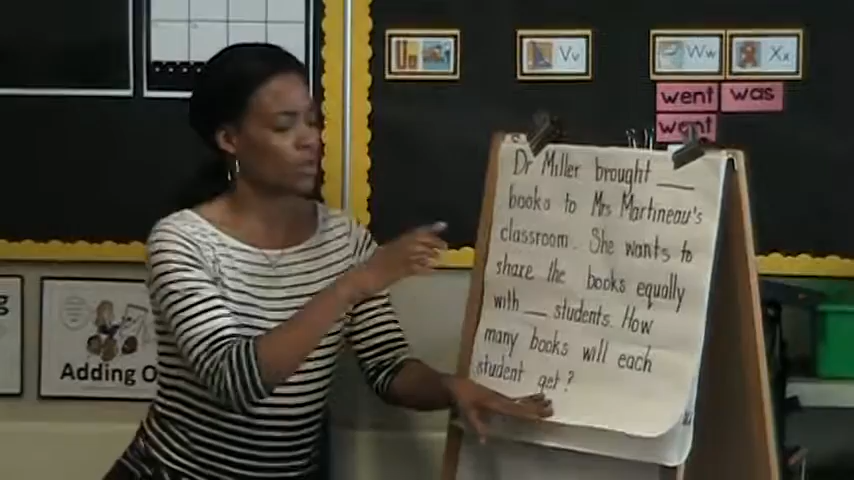 Vv
Ww
Xx
went
was
went
Dr Miller brought ___
books to Mrs Martineau's
classroom. She wants to
share the books equally
with ___ students. How
many books will each
student get?
Adding O